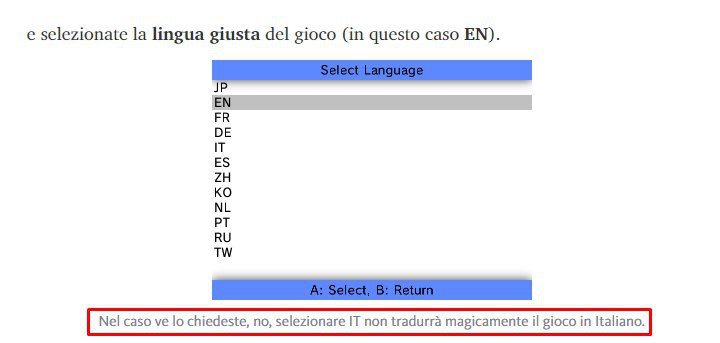 e selezionate la lingua giusta del gioco (in questo caso EN).
Select Language
JP
EN
FR
DE
IT
ES
ZH
KO
NL
PT
RU
TW
A: Select, B: Return
Nel caso ve lo chiedeste, no, selezionare IT non tradurrà magicamente il gioco in Italiano.